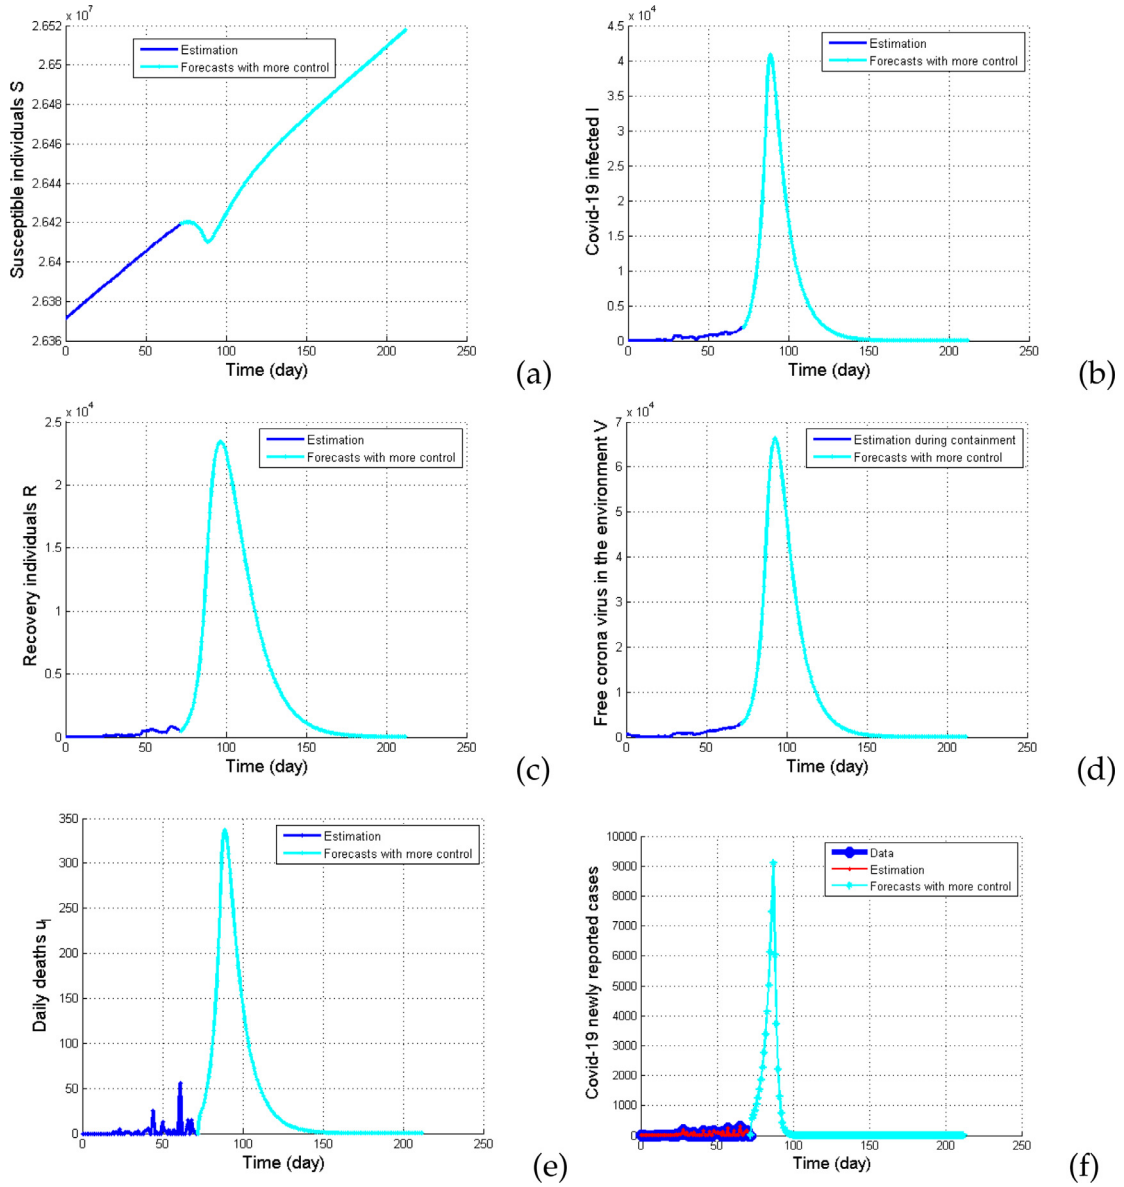 x 10^7
2.652
2.65
2.648
2.646
2.644
2.642
2.64
2.638
2.636
0 50 100 150 200 250
Susceptible individuals S
Time (day)
Estimation
Forecasts with more control
(a)
x 10^4
4.5
4
3.5
3
2.5
2
1.5
1
0.5
0
0 50 100 150 200 250
Covid-19 infected I
Time (day)
Estimation
Forecasts with more control
(b)
x 10^4
2.5
2
1.5
1
0.5
0
0 50 100 150 200 250
Recovery individuals R
Time (day)
Estimation
Forecasts with more control
(c)
x 10^4
7
6
5
4
3
2
1
0
0 50 100 150 200 250
Free corona virus in the environment V
Time (day)
Estimation during containment
Forecasts with more control
(d)
350
300
250
200
150
100
50
0
0 50 100 150 200 250
Daily deaths u_I
Time (day)
Estimation
Forecasts with more control
(e)
10000
9000
8000
7000
6000
5000
4000
3000
2000
1000
0
0 50 100 150 200 250
Covid-19 newly reported cases
Time (day)
Data
Estimation
Forecasts with more control
(f)